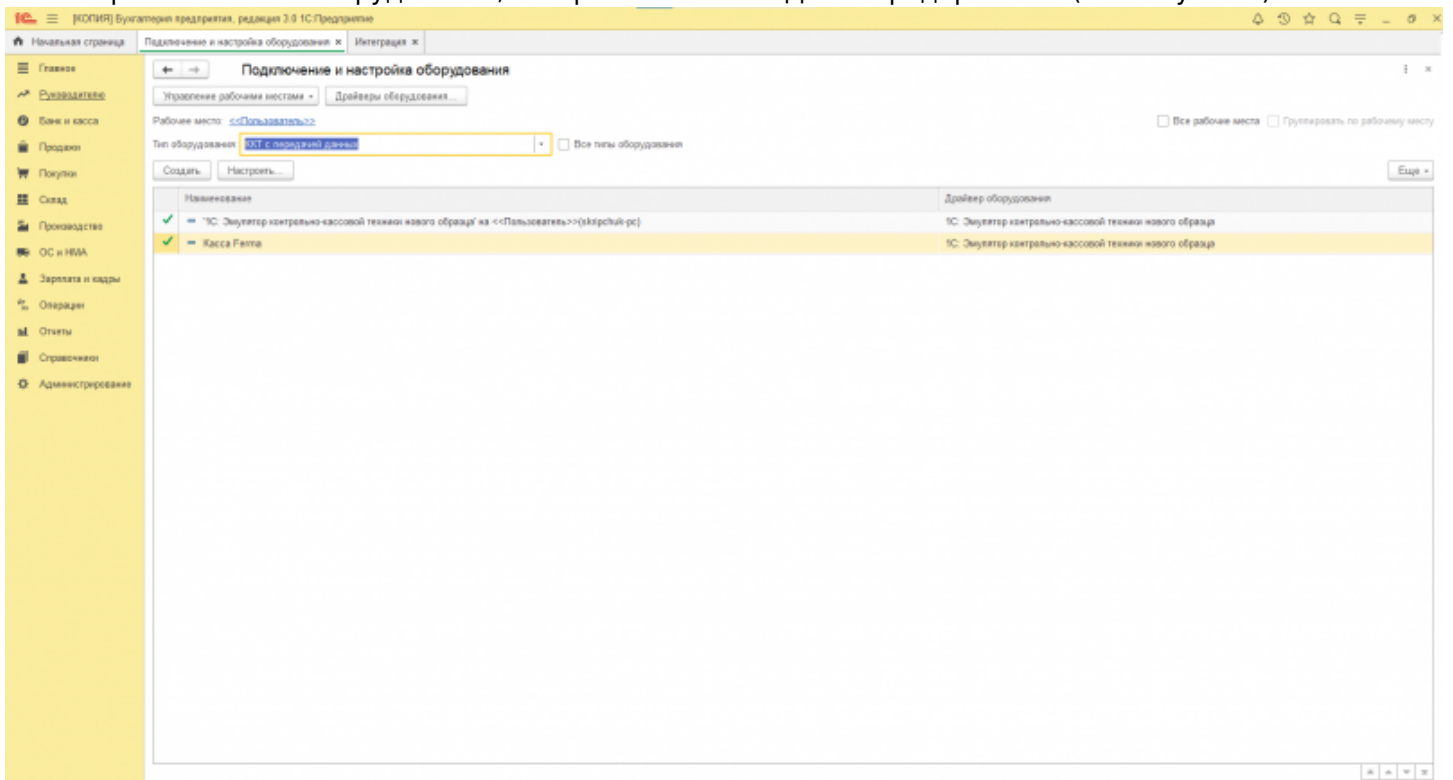 [КОПИЯ] Бухгалтерия предприятия, редакция 3.0 1С:Предприятие
Начальная страница
Подключение и настройка оборудования ×
Интеграция ×
Главное
Руководителю
Банк и касса
Продажи
Покупки
Склад
Производство
ОС и НМА
Зарплата и кадры
Операции
Отчеты
Справочники
Администрирование
Подключение и настройка оборудования
Управление рабочими местами
Драйверы оборудования...
Рабочее место: <<Пользователь>>
Все рабочие места
Группировать по рабочему месту
Тип оборудования: ККТ с передачей данных
Все типы оборудования
Создать
Настроить...
Еще
Наименование
Драйвер оборудования
'1С: Эмулятор контрольно-кассовой техники нового образца' на <<Пользователь>>(skripchuk-pc)
1С: Эмулятор контрольно-кассовой техники нового образца
Касса Ferma
1С: Эмулятор контрольно-кассовой техники нового образца